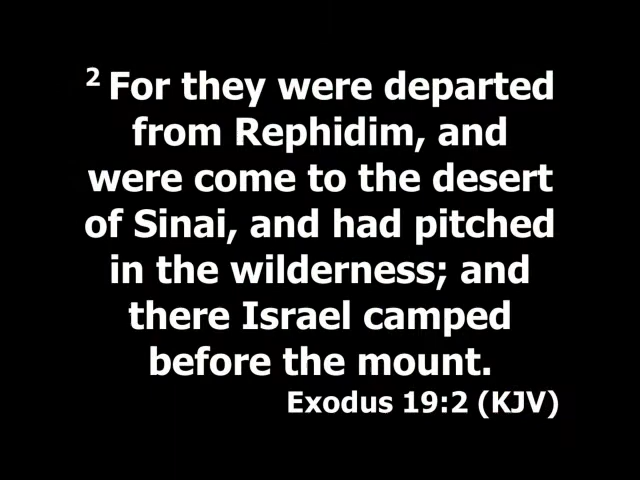 2 For they were departed
from Rephidim, and
were come to the desert
of Sinai, and had pitched
in the wilderness; and
there Israel camped
before the mount.
Exodus 19:2 (KJV)